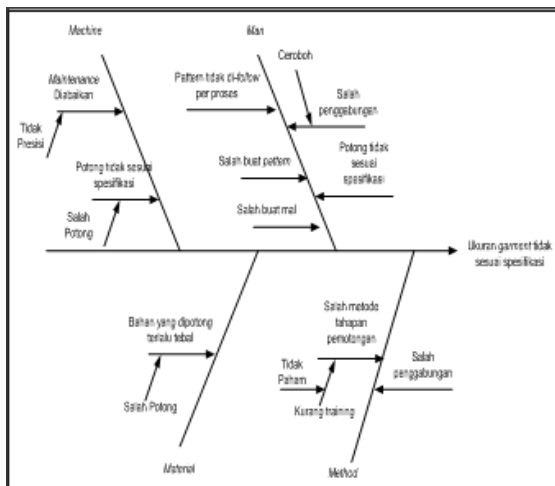 Machine
Man
Ceroboh
Maintenance
Diabaikan
Pattern tidak di-follow
per proses
Salah
penggabungan
Tidak
Presisi
Potong tidak sesuai
spesifikasi
Salah buat pattern
Potong tidak
sesuai
spasifikasi
Salah
Potong
Salah buat mal
Ukuran garment tidak
sesuai spesifikasi
Bahan yang dipotong
terlalu tebal
Salah metode
tahapan
pemotongan
Tidak
Paham
Salah
penggabungan
Salah Potong
Kurang training
Material
Method